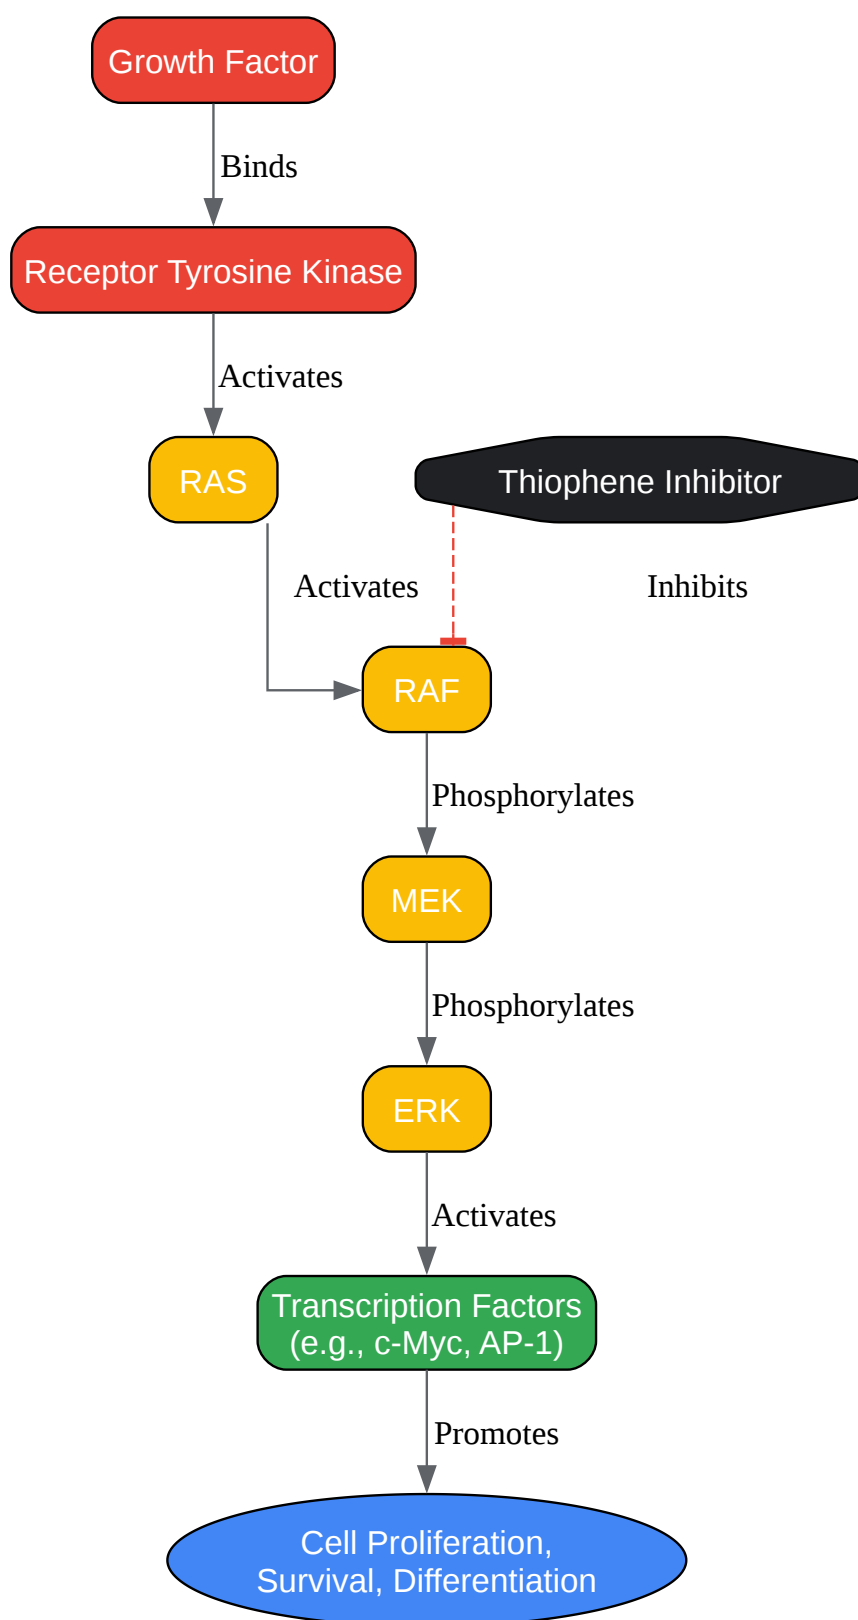 Growth Factor
Binds
Receptor Tyrosine Kinase
Activates
RAS
Thiophene Inhibitor
Activates
Inhibits
RAF
Phosphorylates
MEK
Phosphorylates
ERK
Activates
Transcription Factors
(e.g., c-Myc, AP-1)
Promotes
Cell Proliferation,
Survival, Differentiation